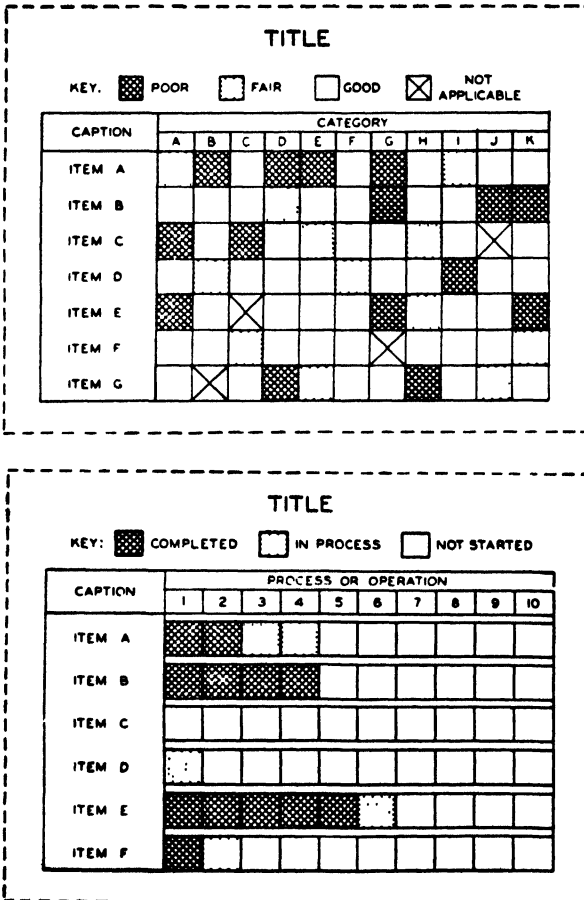 TITLE
KEY. POOR FAIR GOOD NOT APPLICABLE
CAPTION CATEGORY
A B C D E F G H I J K
ITEM A
ITEM B
ITEM C
ITEM D
ITEM E
ITEM F
ITEM G
TITLE
KEY: COMPLETED IN PROCESS NOT STARTED
CAPTION PROCESS OR OPERATION
1 2 3 4 5 6 7 8 9 10
ITEM A
ITEM B
ITEM C
ITEM D
ITEM E
ITEM F